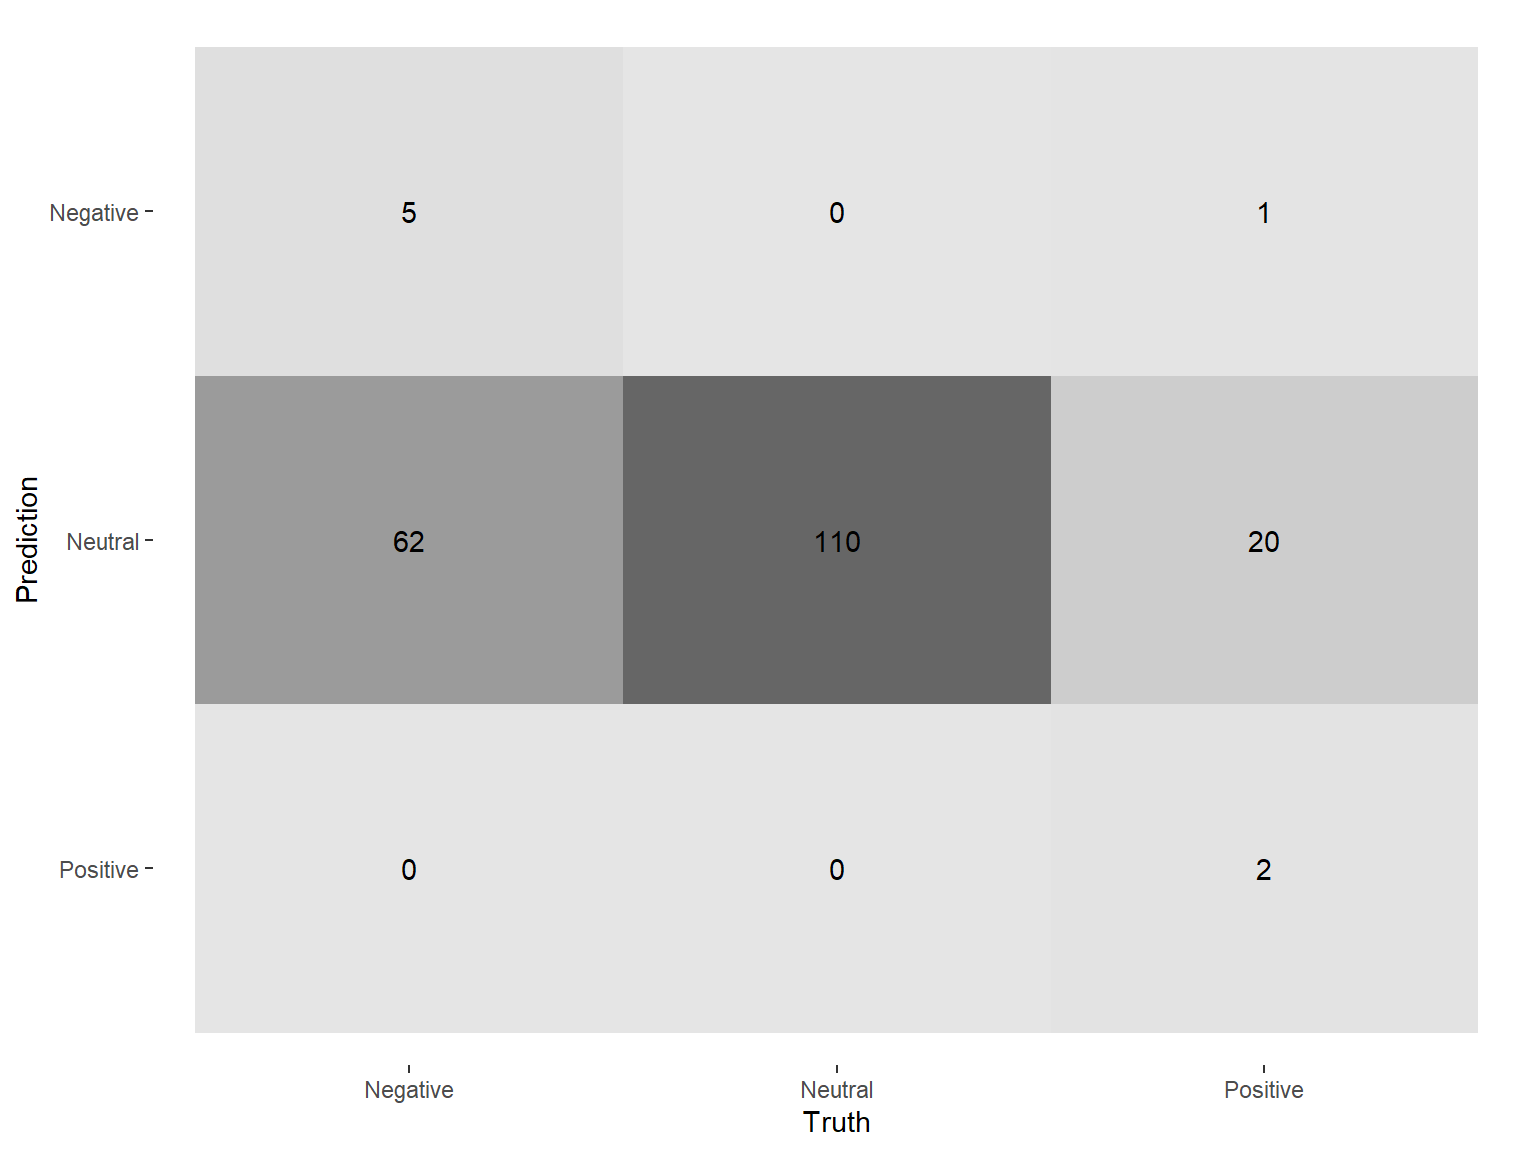 Negative 5 0 1
Prediction
Neutral 62 110 20
Positive 0 0 2
Negative Neutral Positive
Truth